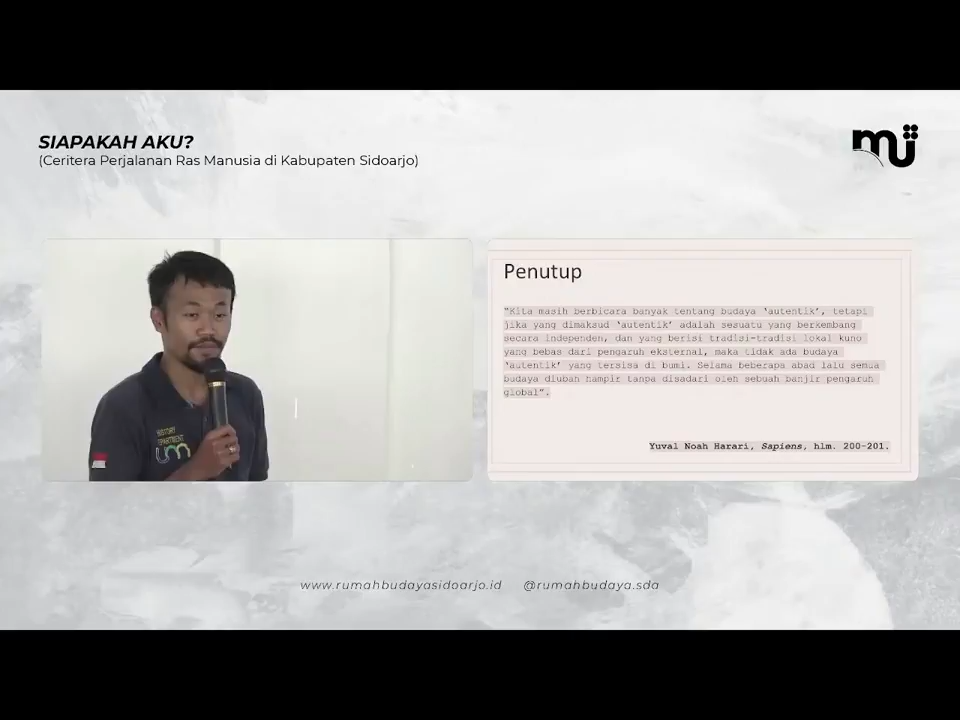 SIAPAKAH AKU?
(Ceritera Perjalanan Ras Manusia di Kabupaten Sidoarjo)
mu
HISTORY
DEPARTMENT
um
Penutup
"Kita masih berbicara banyak tentang budaya 'autentik', tetapi
jika yang dimaksud 'autentik' adalah sesuatu yang berkembang
secara independen, dan yang berisi tradisi-tradisi lokal kuno
yang bebas dari pengaruh eksternal, maka tidak ada budaya
'autentik' yang tersisa di bumi. Selama beberapa abad lalu semua
budaya diubah hampir tanpa disadari oleh sebuah banjir pengaruh
global".
Yuval Noah Harari, Sapiens, hlm. 200-201.
www.rumahbudayasidoarjo.id @rumahbudaya.sda